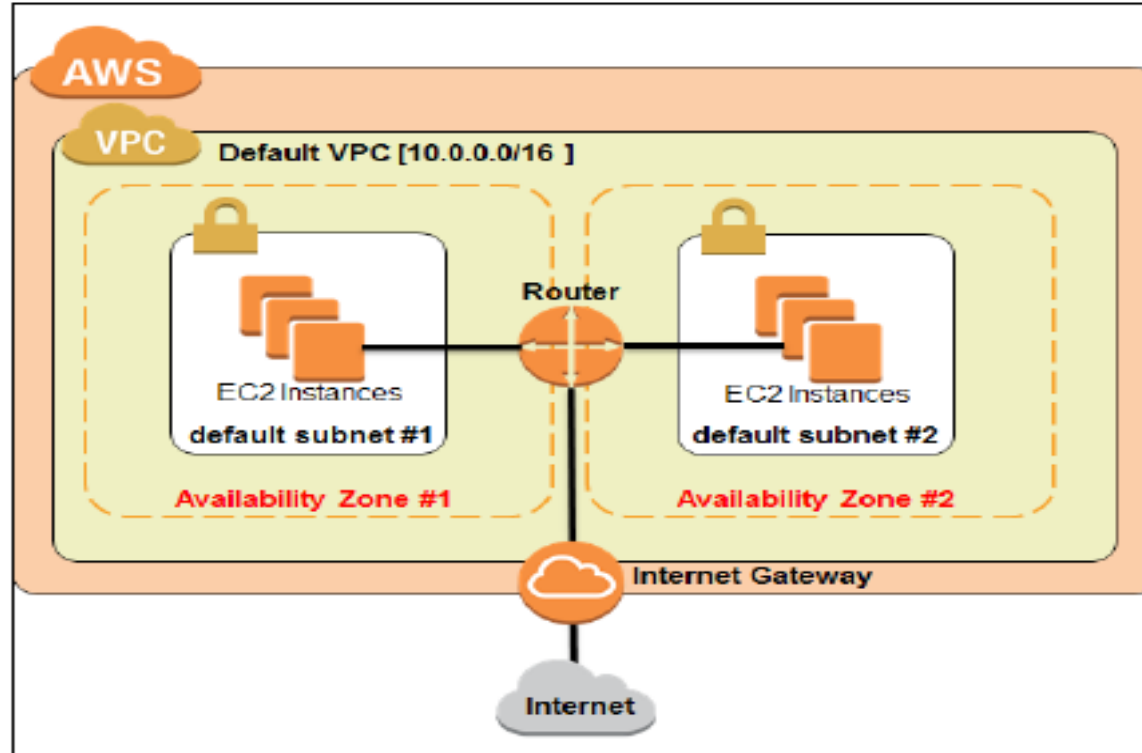 AWS
VPC
Default VPC [10.0.0.0/16 ]
Router
EC2 Instances
default subnet #1
Availability Zone #1
EC2 Instances
default subnet #2
Availability Zone #2
Internet Gateway
Internet